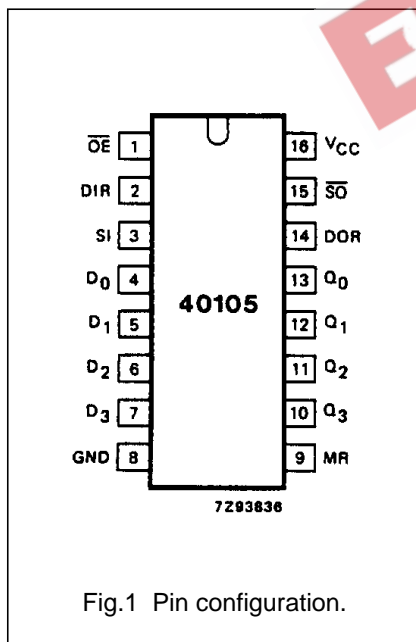 OE 1 16 VCC
DIR 2 15 SO
SI 3 14 DOR
D0 4 13 Q0
40105
D1 5 12 Q1
D2 6 11 Q2
D3 7 10 Q3
GND 8 9 MR
7Z93836
Fig.1 Pin configuration.